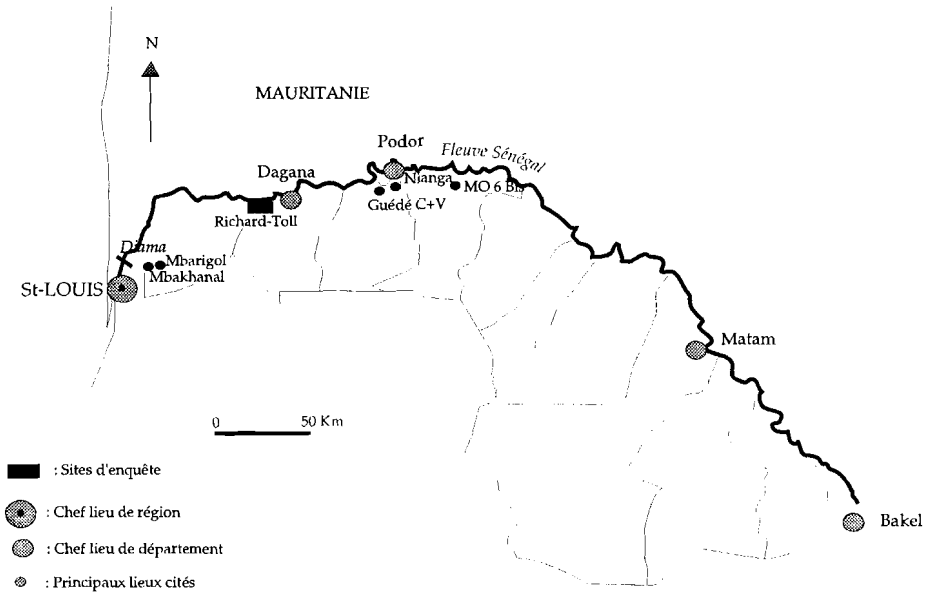 N
MAURITANIE
Podor
Fleuve Sénégal
Dagana
Nianga
MO 6 Bis
Guédé C+V
Richard-Toll
Diama
Mbarigol
Mbakhanal
St-LOUIS
Matam
0 50 Km
: Sites d'enquête
: Chef lieu de région
: Chef lieu de département
Bakel
: Principaux lieux cités